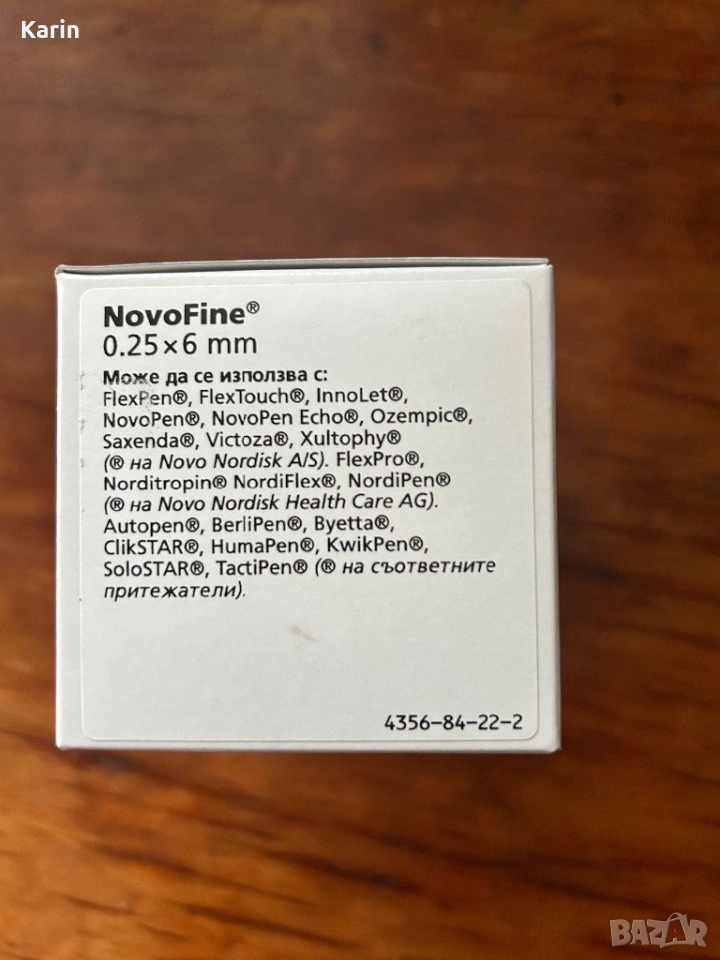 Karin
NovoFine®
0.25×6 mm
Може да се използва с:
FlexPen®, FlexTouch®, InnoLet®,
NovoPen®, NovoPen Echo®, Ozempic®,
Saxenda®, Victoza®, Xultophy®
(® на Novo Nordisk A/S). FlexPro®,
Norditropin® NordiFlex®, NordiPen®
(® на Novo Nordisk Health Care AG).
Autopen®, BerliPen®, Byetta®,
ClikSTAR®, HumaPen®, KwikPen®,
SoloSTAR®, TactiPen® (® на съответните
притежатели).
4356-84-22-2
BAZAR